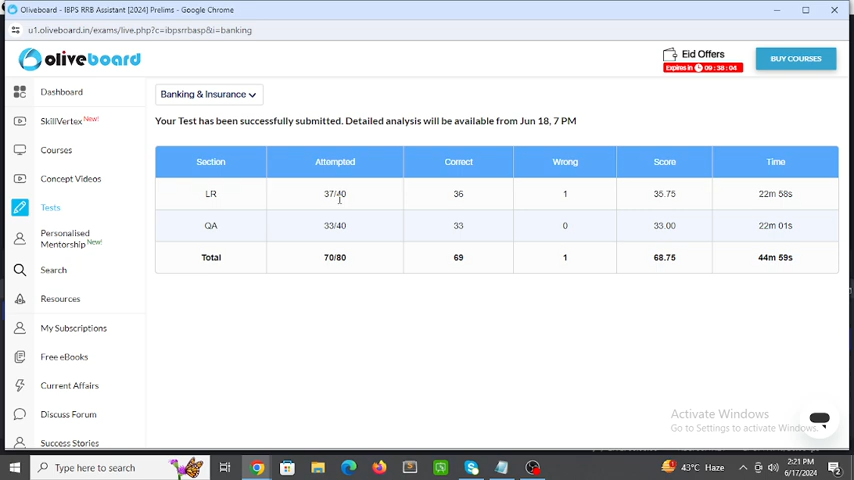 Oliveboard - IBPS RRB Assistant [2024] Prelims - Google Chrome
u1.oliveboard.in/exams/live.php?c=ibpsrrbasp&i=banking
oliveboard
Eid Offers
Expires in 09 : 38 : 04
BUY COURSES
Dashboard
SkillVertex New!
Courses
Concept Videos
Tests
Personalised
Mentorship New!
Search
Resources
My Subscriptions
Free eBooks
Current Affairs
Discuss Forum
Success Stories
Banking & Insurance
Your Test has been successfully submitted. Detailed analysis will be available from Jun 18, 7 PM
Section Attempted Correct Wrong Score Time
LR 37/40 36 1 35.75 22m 58s
QA 33/40 33 0 33.00 22m 01s
Total 70/80 69 1 68.75 44m 59s
Activate Windows
Go to Settings to activate Windows.
Type here to search
43°C Haze
2:21 PM
6/17/2024
2